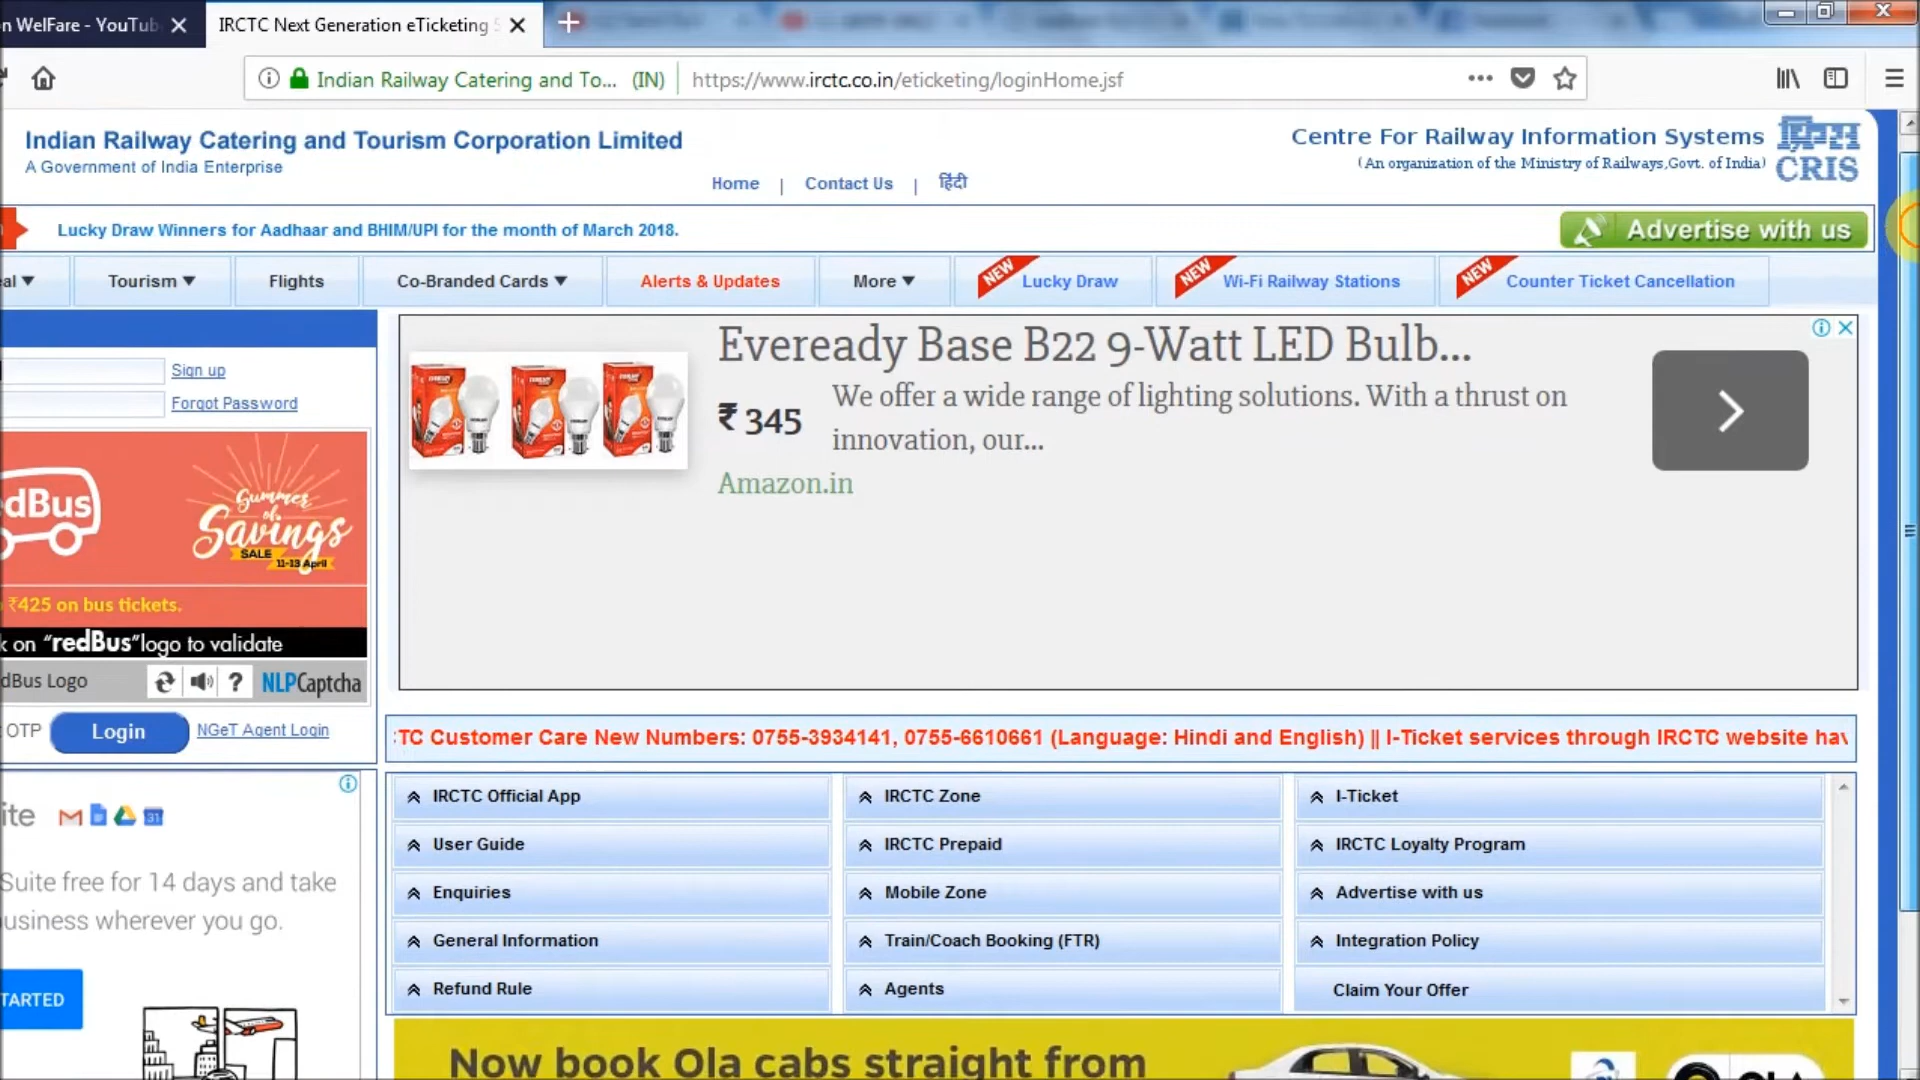 n WelFare - YouTub
IRCTC Next Generation eTicketing S
Indian Railway Catering and To... (IN)
https://www.irctc.co.in/eticketing/loginHome.jsf
Indian Railway Catering and Tourism Corporation Limited
A Government of India Enterprise
Home | Contact Us | हिंदी
Centre For Railway Information Systems
(An organization of the Ministry of Railways,Govt. of India)
CRIS
Lucky Draw Winners for Aadhaar and BHIM/UPI for the month of March 2018.
Advertise with us
al
Tourism
Flights
Co-Branded Cards
Alerts & Updates
More
NEW Lucky Draw
NEW Wi-Fi Railway Stations
NEW Counter Ticket Cancellation
Sign up
Forgot Password
dBus
Summer of Savings
SALE
11-13 April
₹425 on bus tickets.
k on “redBus”logo to validate
dBus Logo
? NLPCaptcha
OTP
Login
NGeT Agent Login
Eveready Base B22 9-Watt LED Bulb...
₹ 345
We offer a wide range of lighting solutions. With a thrust on
innovation, our...
Amazon.in
TC Customer Care New Numbers: 0755-3934141, 0755-6610661 (Language: Hindi and English) || I-Ticket services through IRCTC website hav
IRCTC Official App
IRCTC Zone
I-Ticket
User Guide
IRCTC Prepaid
IRCTC Loyalty Program
Enquiries
Mobile Zone
Advertise with us
General Information
Train/Coach Booking (FTR)
Integration Policy
Refund Rule
Agents
Claim Your Offer
ite
31
Suite free for 14 days and take
usiness wherever you go.
TARTED
Now book Ola cabs straight from
OLA